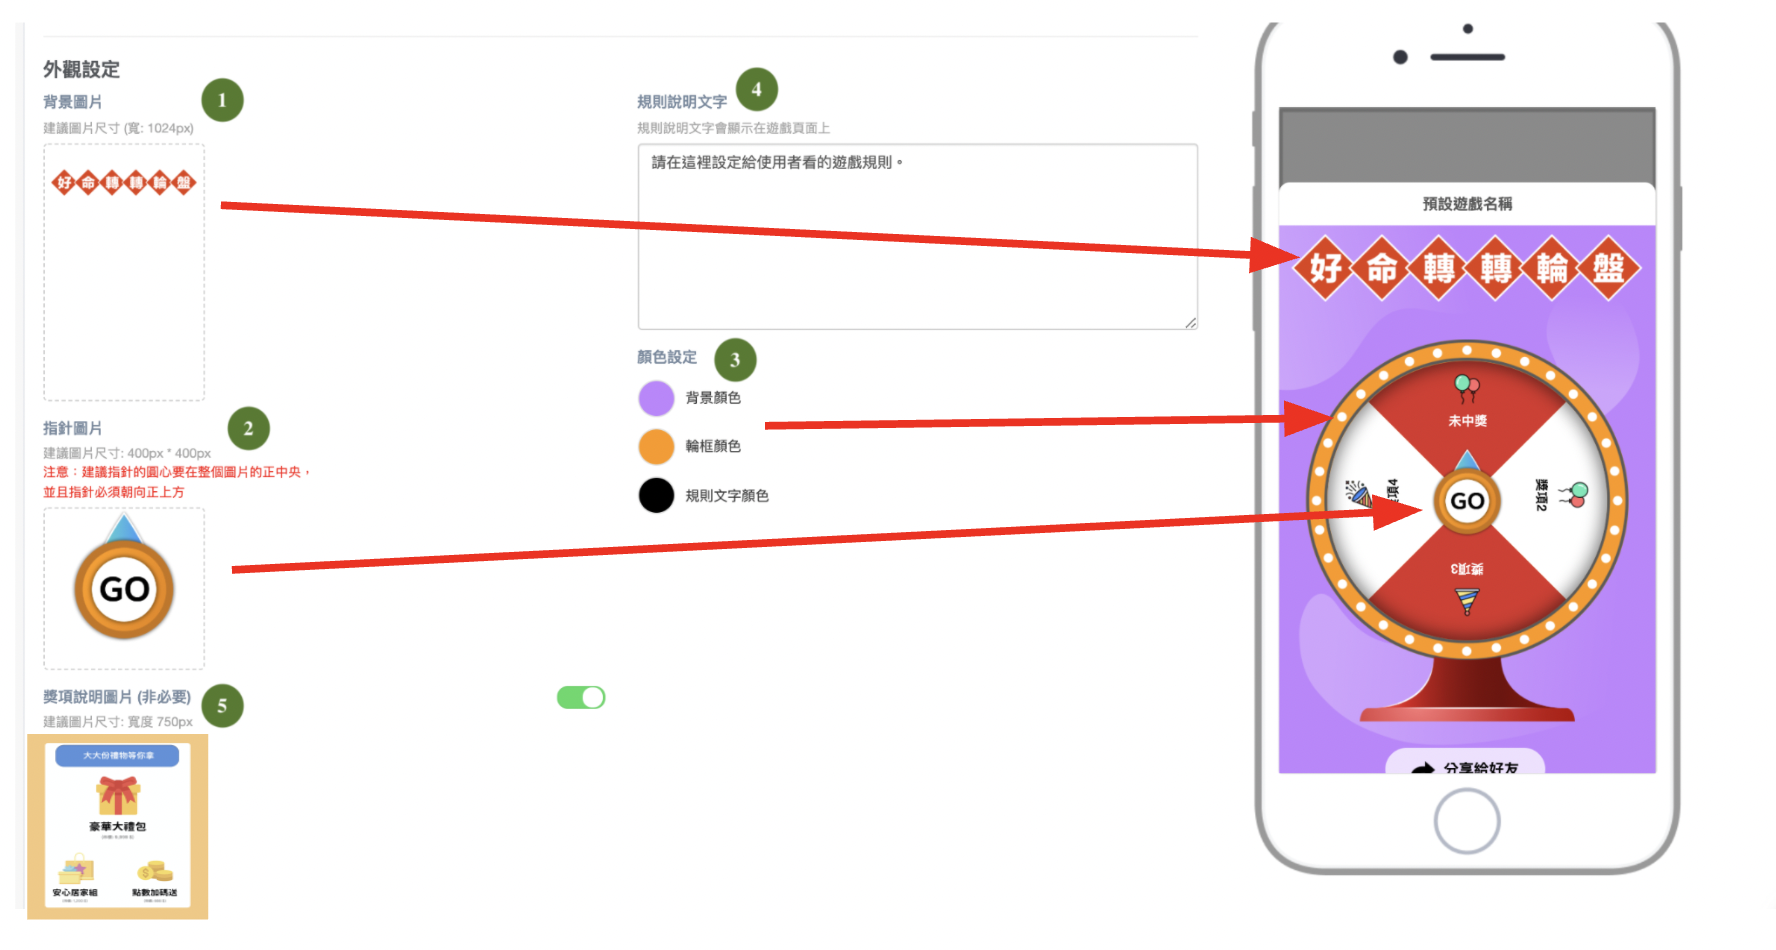 外觀設定
背景圖片
1
建議圖片尺寸 (寬: 1024px)
好命轉轉輪盤
指針圖片
2
建議圖片尺寸: 400px * 400px
注意：建議指針的圓心要在整個圖片的正中央，
並且指針必須朝向正上方
GO
獎項說明圖片 (非必要)
5
建議圖片尺寸: 寬度 750px
大大份禮物等你拿
豪華大禮包
安心居家組
點數加碼送
規則說明文字
4
規則說明文字會顯示在遊戲頁面上
請在這裡設定給使用者看的遊戲規則。
顏色設定
3
背景顏色
輪框顏色
規則文字顏色
預設遊戲名稱
好命轉轉輪盤
未中獎
獎項4
GO
獎項2
獎項3
分享給好友